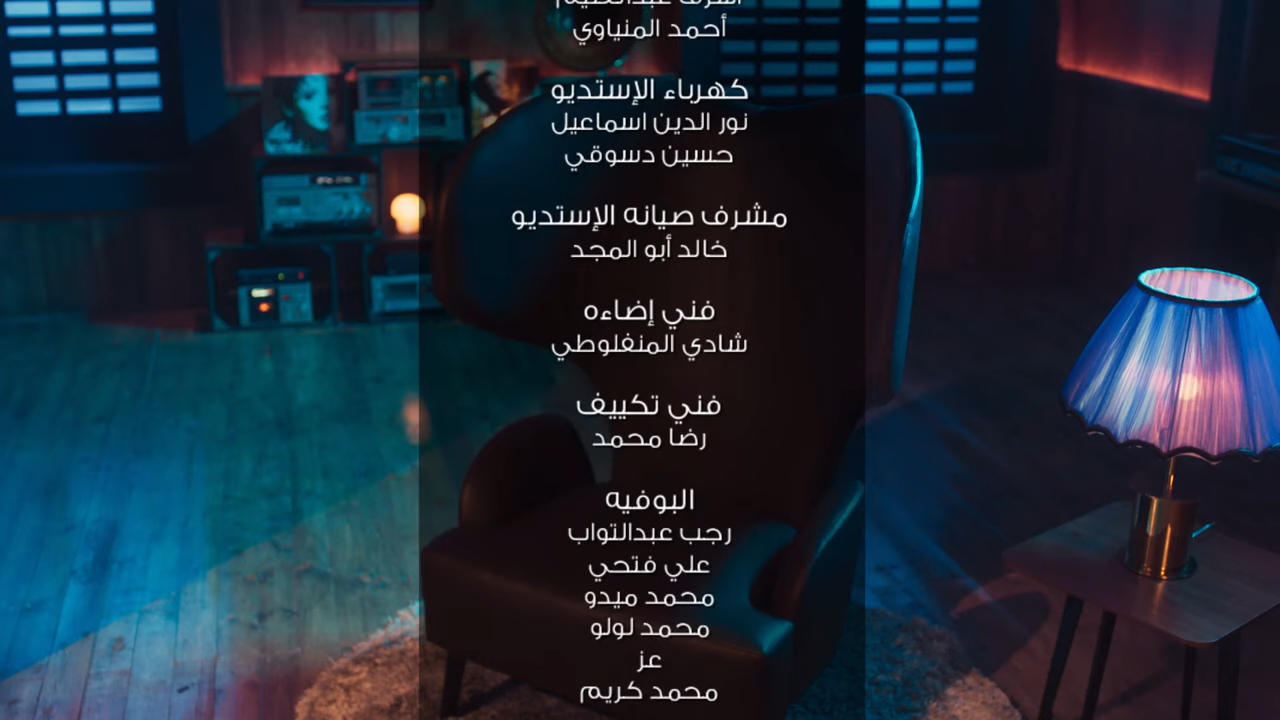 أحمد المنياوي
كهرباء الإستديو
نور الدين اسماعيل
حسين دسوقي
مشرف صيانه الإستديو
خالد أبو المجد
فني إضاءه
شادي المنفلوطي
فني تكييف
رضا محمد
البوفيه
رجب عبدالتواب
علي فتحي
محمد ميدو
محمد لولو
عز
محمد كريم